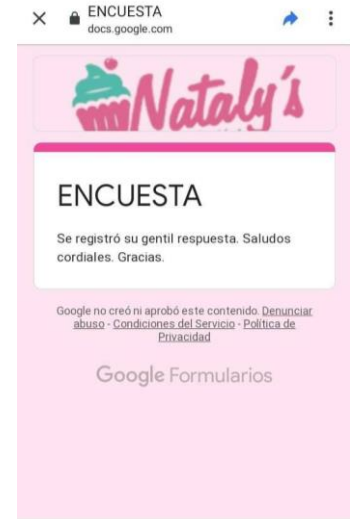 ENCUESTA
docs.google.com
Nataly's
ENCUESTA
Se registró su gentil respuesta. Saludos
cordiales. Gracias.
Google no creó ni aprobó este contenido. Denunciar
abuso - Condiciones del Servicio - Política de
Privacidad
Google Formularios